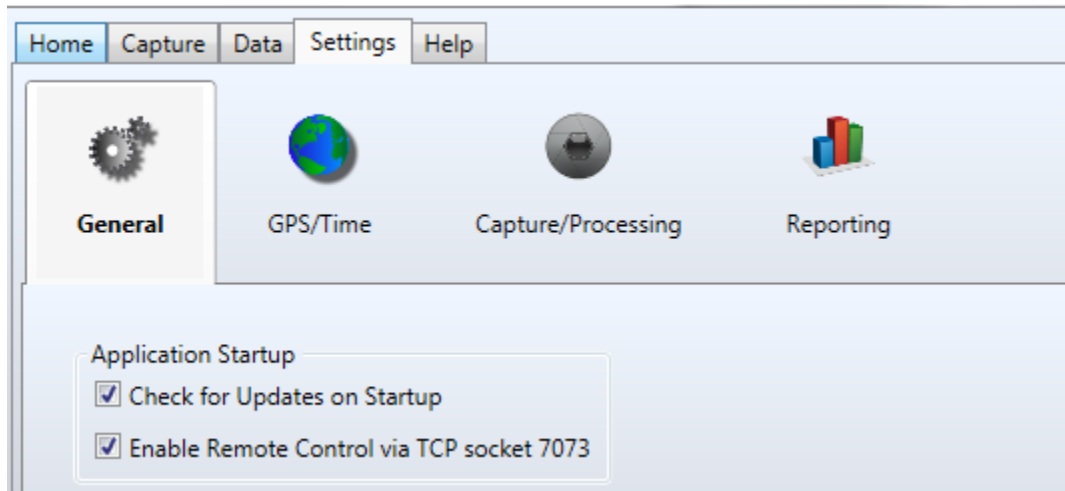 Home Capture Data Settings Help
General GPS/Time Capture/Processing Reporting
Application Startup
Check for Updates on Startup
Enable Remote Control via TCP socket 7073